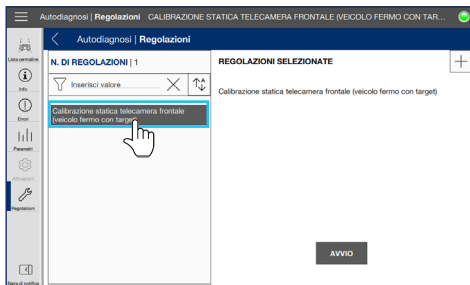 Autodiagnosi | Regolazioni CALIBRAZIONE STATICA TELECAMERA FRONTALE (VEICOLO FERMO CON TAR...
Autodiagnosi | Regolazioni
Lista centraline
Info
Errori
Parametri
Attivazioni
Regolazioni
Barra di notifica
N. DI REGOLAZIONI | 1
Inserisci valore
Calibrazione statica telecamera frontale
(veicolo fermo con target)
REGOLAZIONI SELEZIONATE
Calibrazione statica telecamera frontale (veicolo fermo con target)
AVVIO